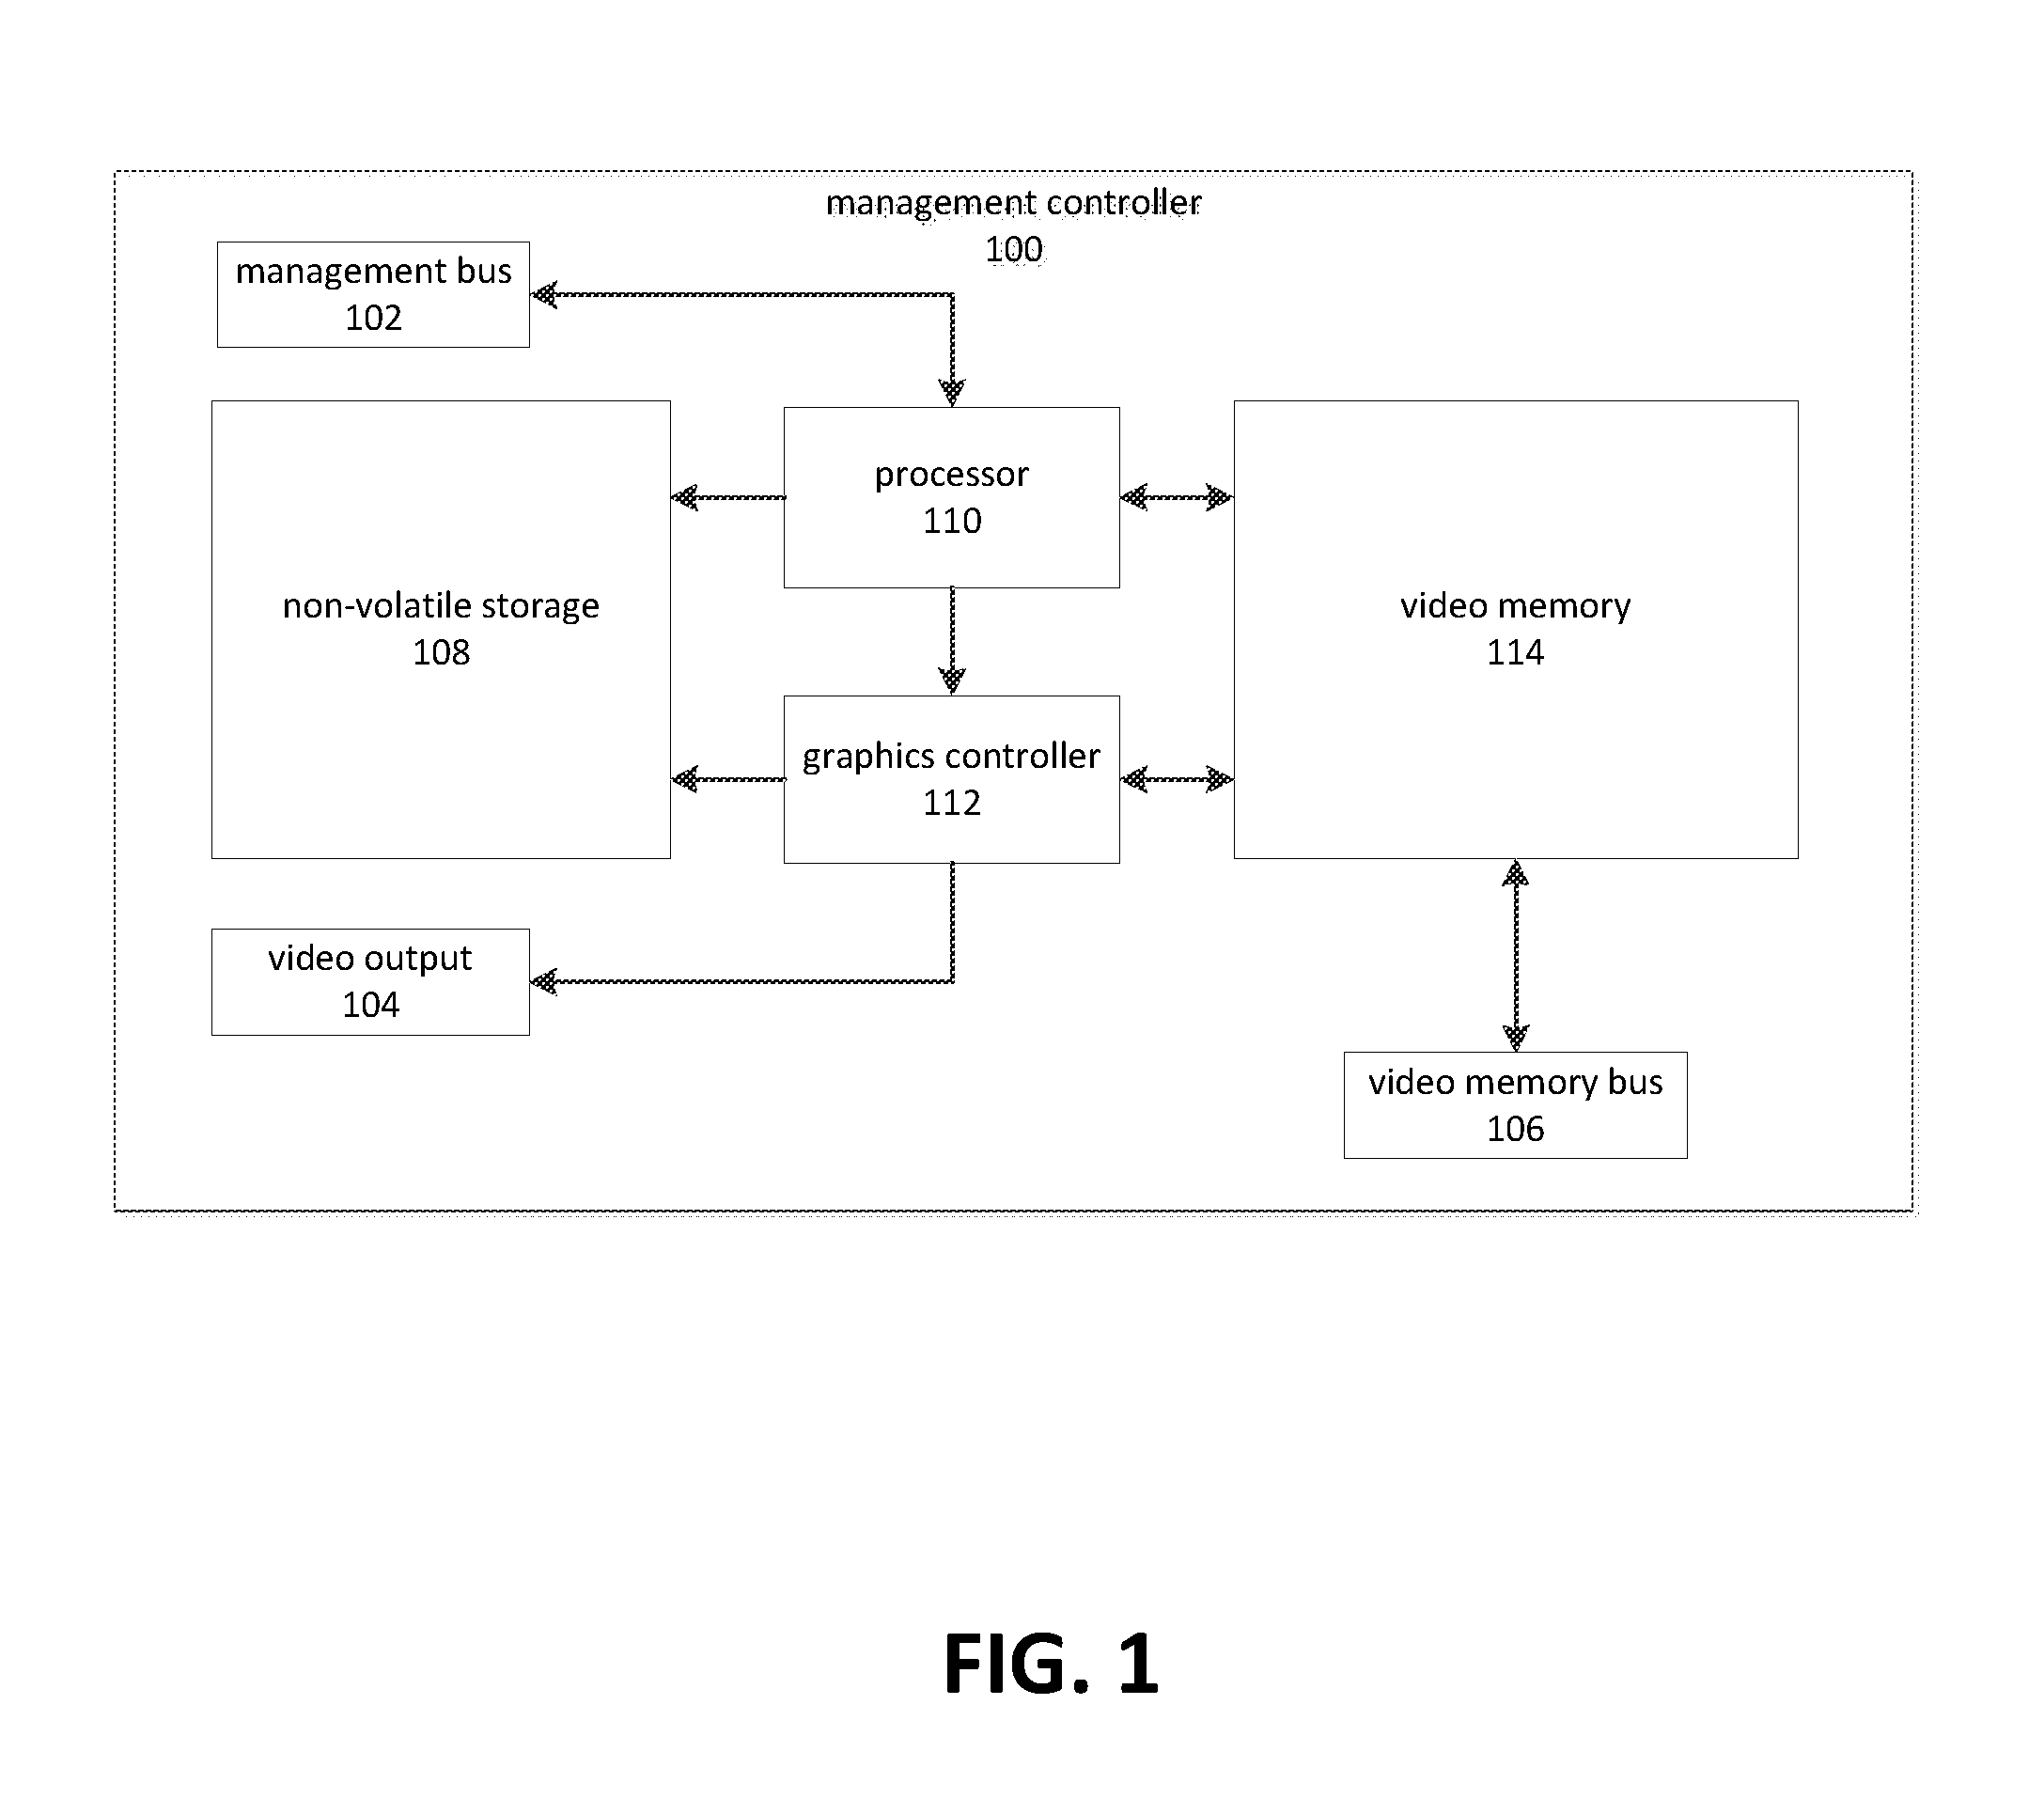 management controller
100
management bus
102
processor
110
non-volatile storage
108
video memory
114
graphics controller
112
video output
104
video memory bus
106
FIG. 1